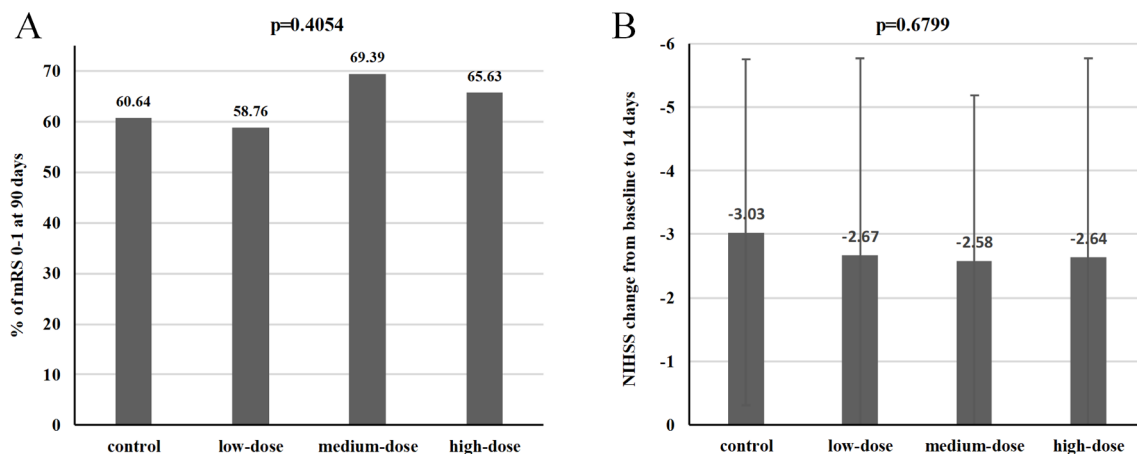 A
p=0.4054
% of mRS 0-1 at 90 days
70
60
50
40
30
20
10
0
60.64
58.76
69.39
65.63
control
low-dose
medium-dose
high-dose
B
p=0.6799
NIHSS change from baseline to 14 days
-6
-5
-4
-3
-2
-1
0
-3.03
-2.67
-2.58
-2.64
control
low-dose
medium-dose
high-dose